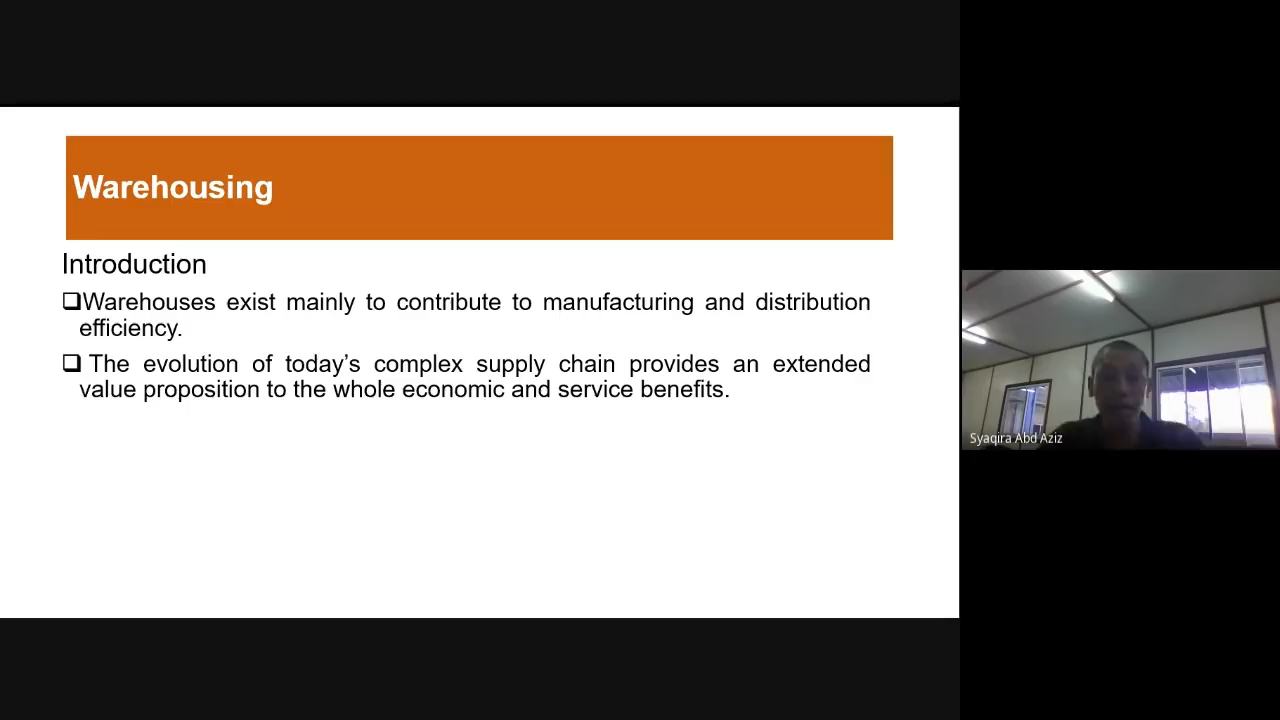 Warehousing
Introduction
❑Warehouses exist mainly to contribute to manufacturing and distribution
efficiency.
❑ The evolution of today’s complex supply chain provides an extended
value proposition to the whole economic and service benefits.
Syaqira Abd Aziz